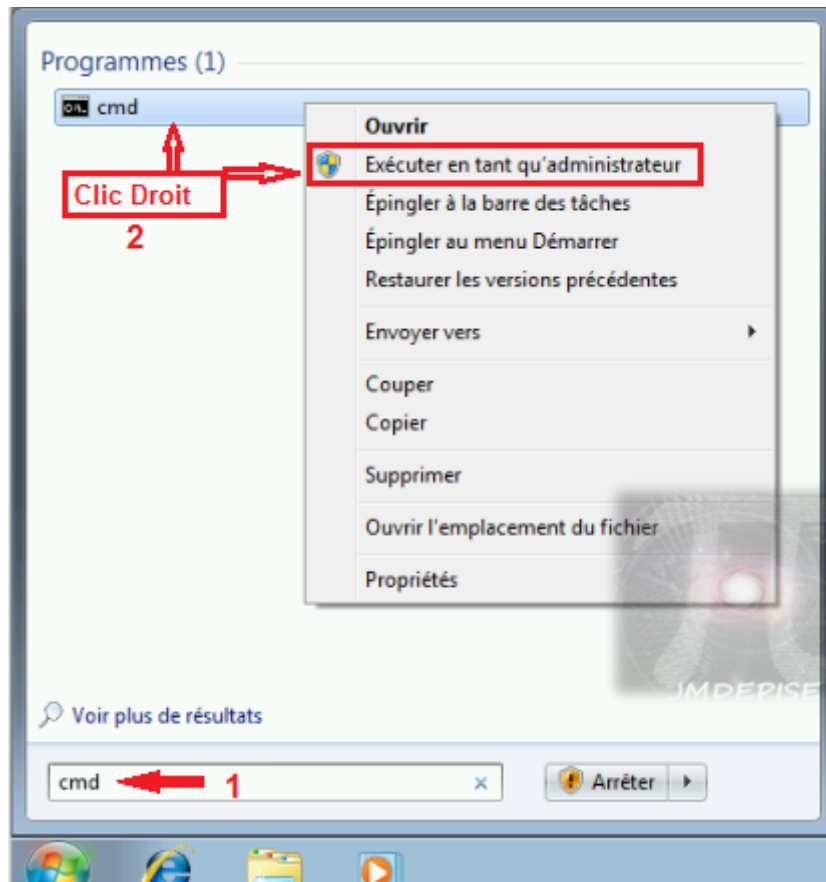 Programmes (1)
cmd
Ouvrir
Exécuter en tant qu'administrateur
Clic Droit
2
Épingler à la barre des tâches
Épingler au menu Démarrer
Restaurer les versions précédentes
Envoyer vers
Couper
Copier
Supprimer
Ouvrir l'emplacement du fichier
Propriétés
JMDEPISE
Voir plus de résultats
cmd
1
Arrêter